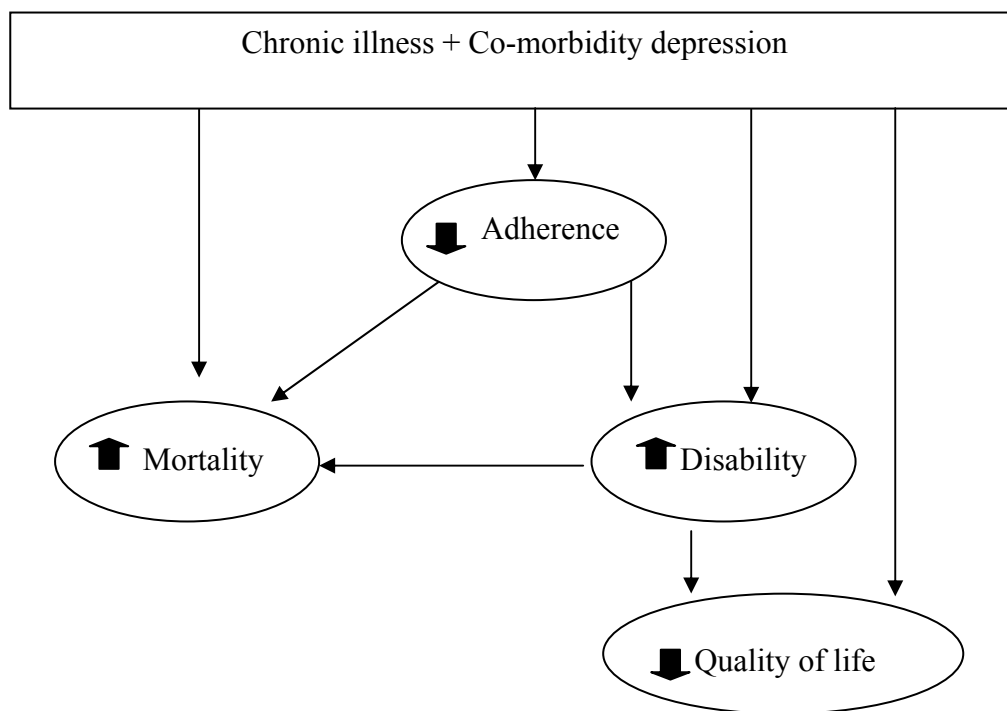 Chronic illness + Co-morbidity depression
Adherence
Mortality
Disability
Quality of life